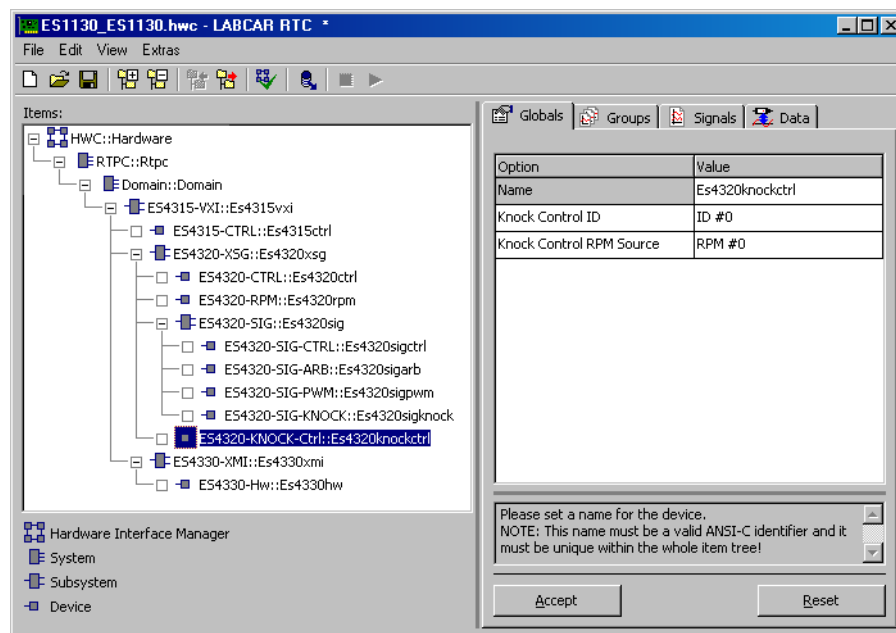 ES1130_ES1130.hwc - LABCAR RTC *
File Edit View Extras
Items:
HWC::Hardware
RTPC::Rtpc
Domain::Domain
ES4315-VXI::Es4315vxi
ES4315-CTRL::Es4315ctrl
ES4320-XSG::Es4320xsg
ES4320-CTRL::Es4320ctrl
ES4320-RPM::Es4320rpm
ES4320-SIG::Es4320sig
ES4320-SIG-CTRL::Es4320sigctrl
ES4320-SIG-ARB::Es4320sigarb
ES4320-SIG-PWM::Es4320sigpwm
ES4320-SIG-KNOCK::Es4320sigknock
ES4320-KNOCK-Ctrl::Es4320knockctrl
ES4330-XMI::Es4330xmi
ES4330-Hw::Es4330hw
Hardware Interface Manager
System
Subsystem
Device
Globals Groups Signals Data
Option Value
Name Es4320knockctrl
Knock Control ID ID #0
Knock Control RPM Source RPM #0
Please set a name for the device.
NOTE: This name must be a valid ANSI-C identifier and it
must be unique within the whole item tree!
Accept Reset